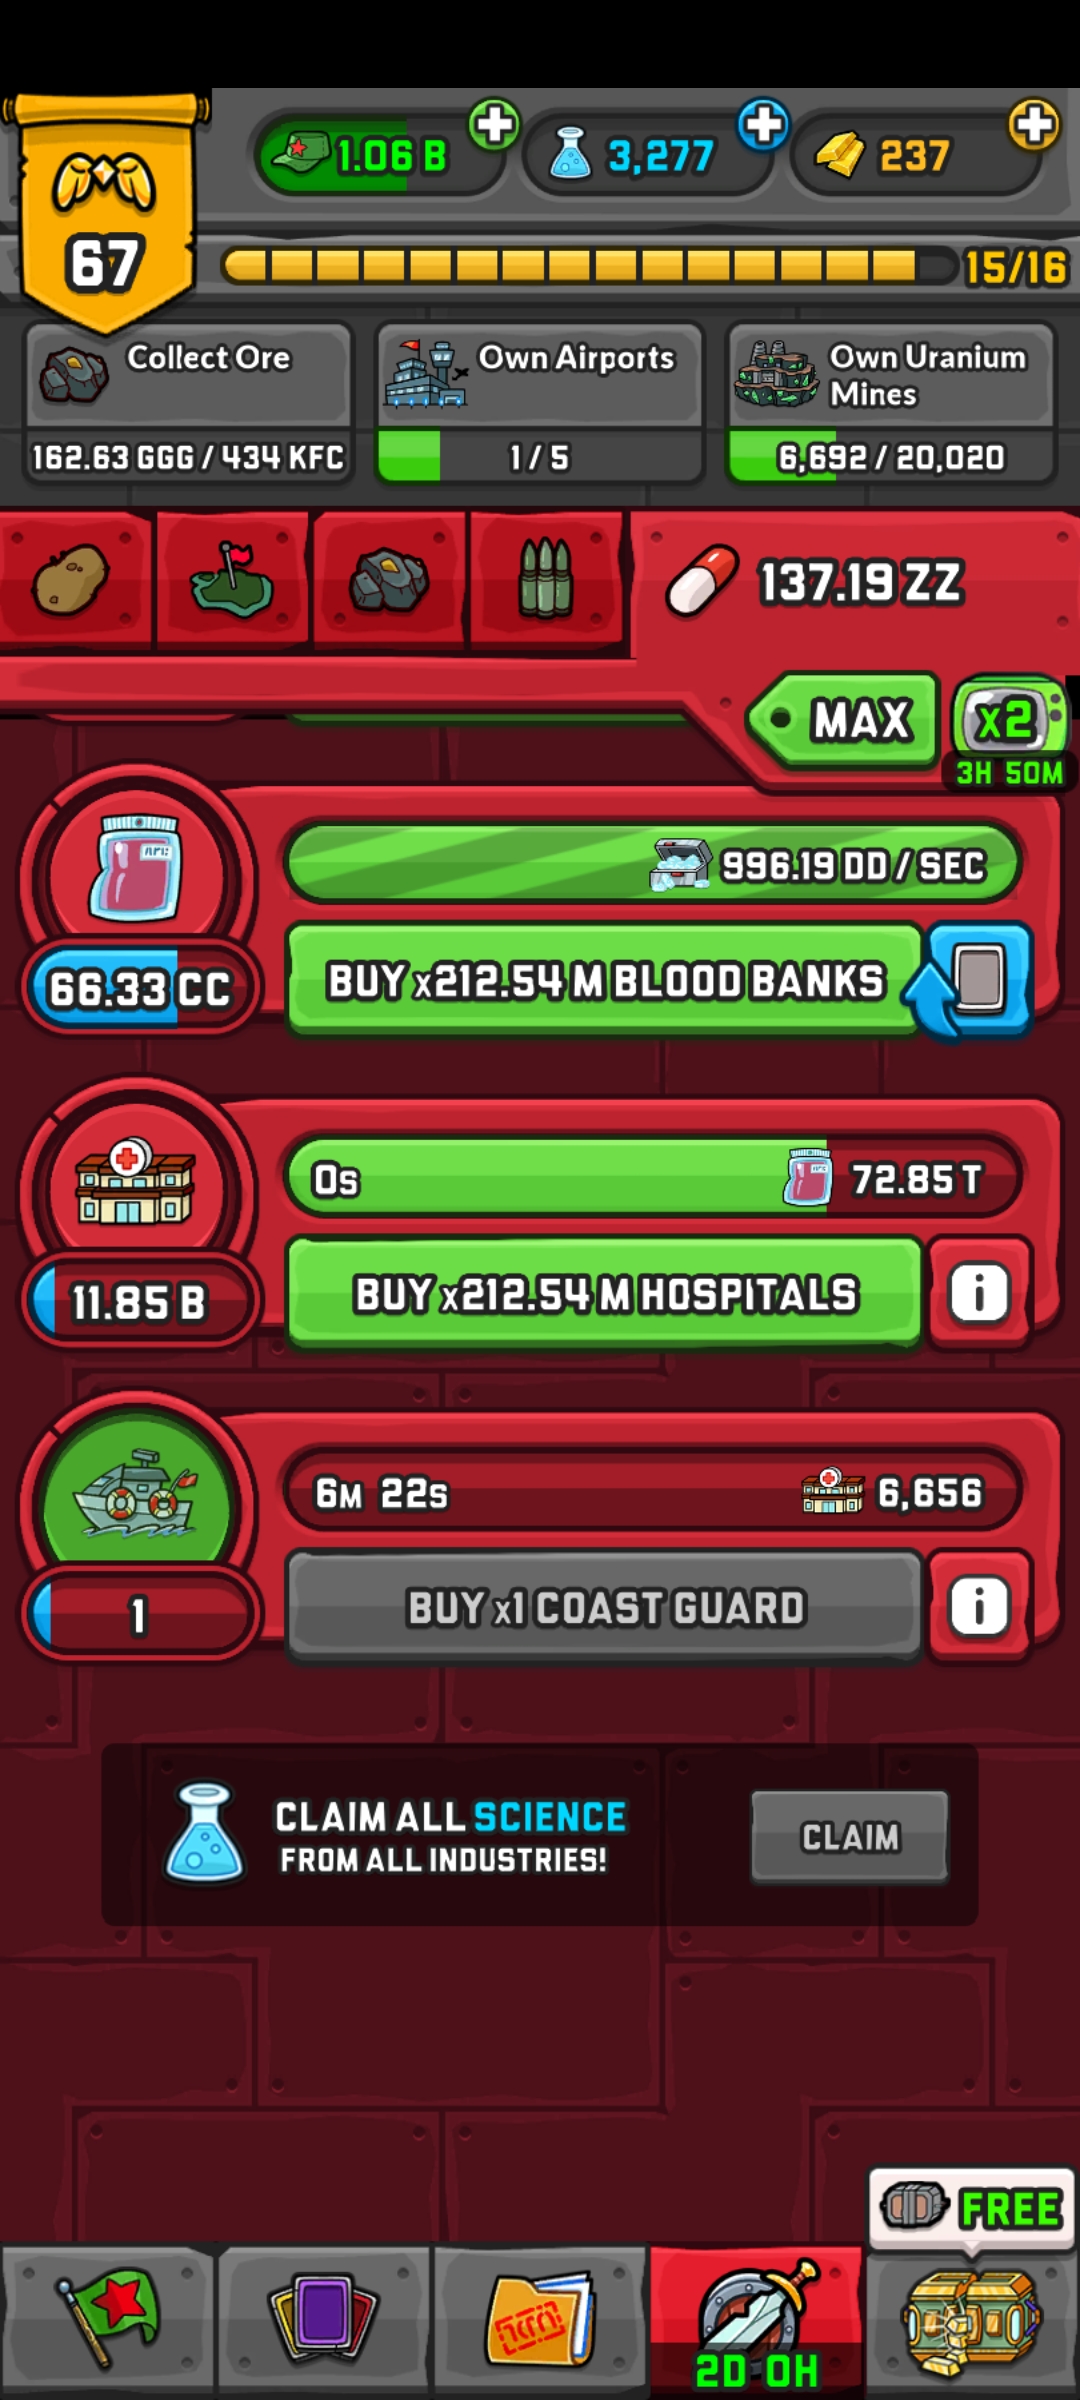 67
1.06 B
3,277
237
15/16
Collect Ore
162.63 GGG / 434 KFC
Own Airports
1 / 5
Own Uranium
Mines
6,692 / 20,020
137.19 ZZ
MAX
x2
3H 50M
996.19 DD / SEC
66.33 CC
BUY x212.54 M BLOOD BANKS
0s
72.85 T
11.85 B
BUY x212.54 M HOSPITALS
i
6M 22s
6,656
1
BUY x1 COAST GUARD
i
CLAIM ALL SCIENCE
FROM ALL INDUSTRIES!
CLAIM
FREE
2D 0H